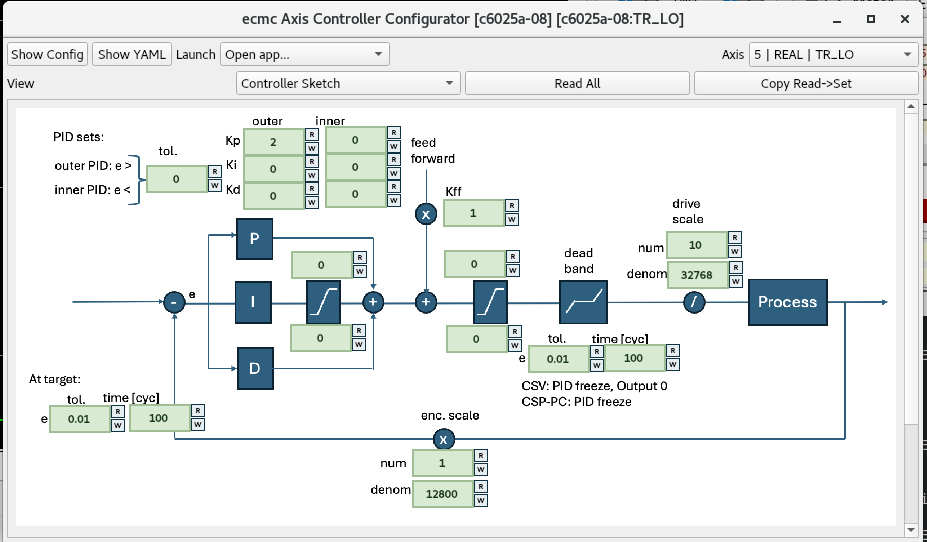 ecmc Axis Controller Configurator [c6025a-08] [c6025a-08:TR_LO]
Show Config Show YAML Launch Open app... Axis 5 | REAL | TR_LO
View Controller Sketch Read All Copy Read->Set
PID sets:
outer PID: e >
inner PID: e <
tol.
0 R W
outer inner
Kp 2 R W 0 R W
Ki 0 R W 0 R W
Kd 0 R W 0 R W
feed
forward
Kff
x 1 R W
drive
scale
num 10 R W
denom 32768 R W
P
0 R W
0 R W
dead
band
- e I + + / Process
0 R W
0 R W
D
tol. time [cyc]
e 0.01 R W 100 R W
CSV: PID freeze, Output 0
CSP-PC: PID freeze
At target:
tol. time [cyc]
e 0.01 R W 100 R W
enc. scale
x
num 1 R W
denom 12800 R W